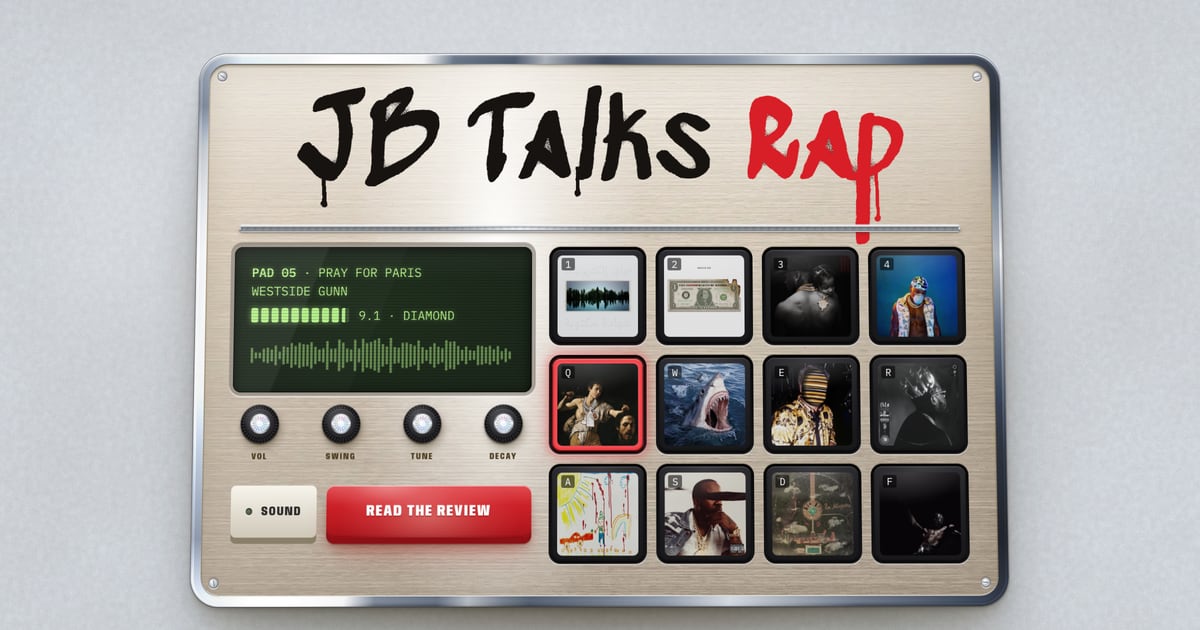 JB Talks Rap
PAD 05 · PRAY FOR PARIS
WESTSIDE GUNN
9.1 · DIAMOND
VOL
SWING
TUNE
DECAY
SOUND
READ THE REVIEW
1
2
3
4
Q
W
E
R
A
S
D
F